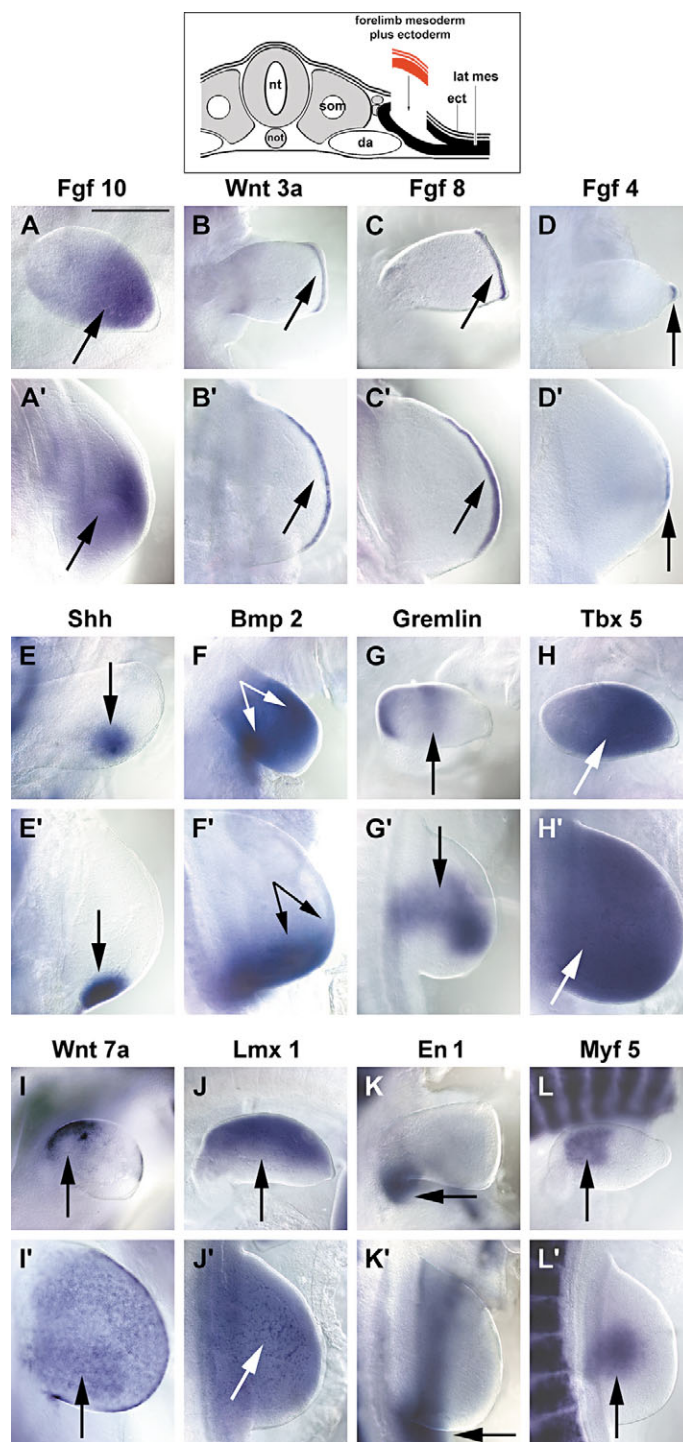 forelimb mesoderm
plus ectoderm
lat mes
ect
nt
som
not
da
Fgf 10 Wnt 3a Fgf 8 Fgf 4
A B C D
A' B' C' D'
Shh Bmp 2 Gremlin Tbx 5
E F G H
E' F' G' H'
Wnt 7a Lmx 1 En 1 Myf 5
I J K L
I' J' K' L'